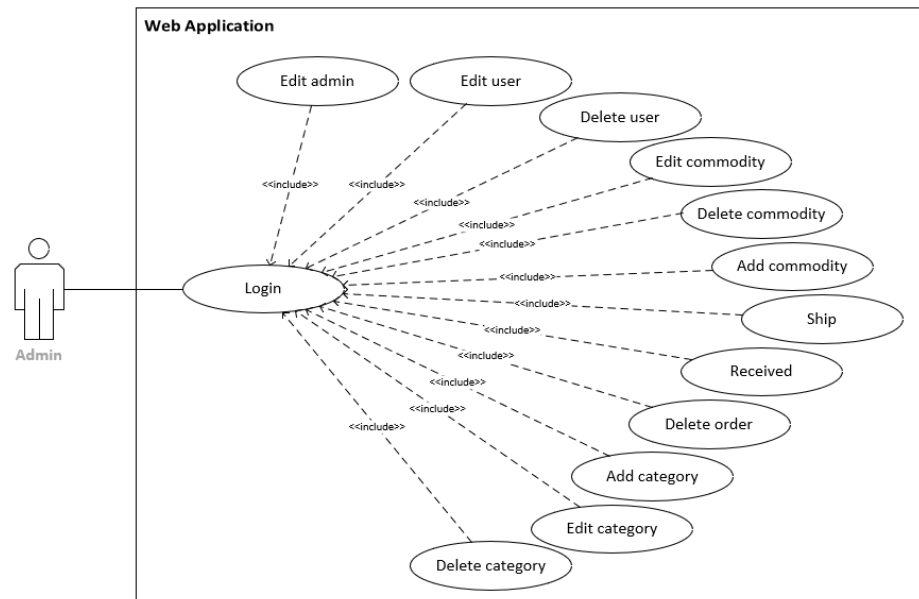 Web Application
Edit admin
Edit user
Delete user
Edit commodity
<<include>>
<<include>>
<<include>>
Delete commodity
<<include>>
<<include>>
Add commodity
<<include>>
Login
<<include>>
Ship
<<include>>
Admin
<<include>>
Received
<<include>>
<<include>>
Delete order
<<include>>
Add category
Edit category
Delete category